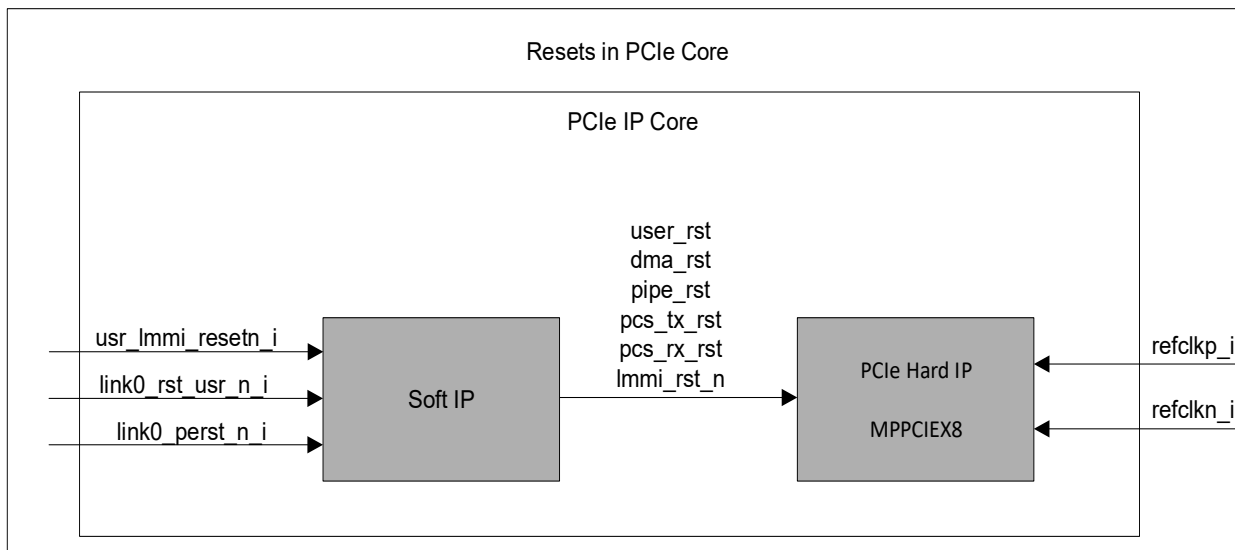 Resets in PCIe Core
PCIe IP Core
user_rst
dma_rst
pipe_rst
pcs_tx_rst
pcs_rx_rst
lmmi_rst_n
usr_lmmi_resetn_i
link0_rst_usr_n_i
link0_perst_n_i
Soft IP
PCIe Hard IP
MPPCIEX8
refclkp_i
refclkn_i